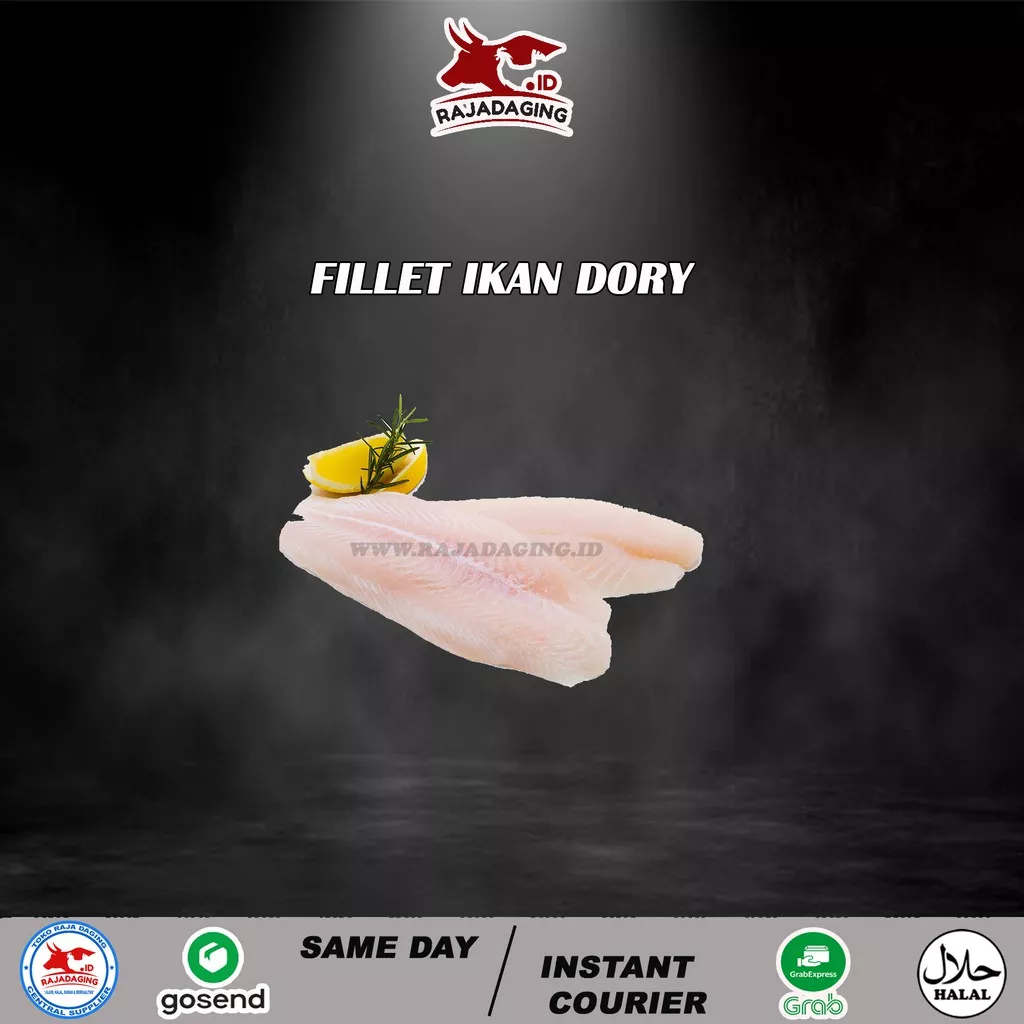 .ID
RAJADAGING
FILLET IKAN DORY
WWW.RAJADAGING.ID
TOKO RAJA DAGING
.ID
RAJADAGING
CENTRAL SUPPLIER
gosend
SAME DAY
INSTANT
COURIER
GrabExpress
Grab
حلال
HALAL